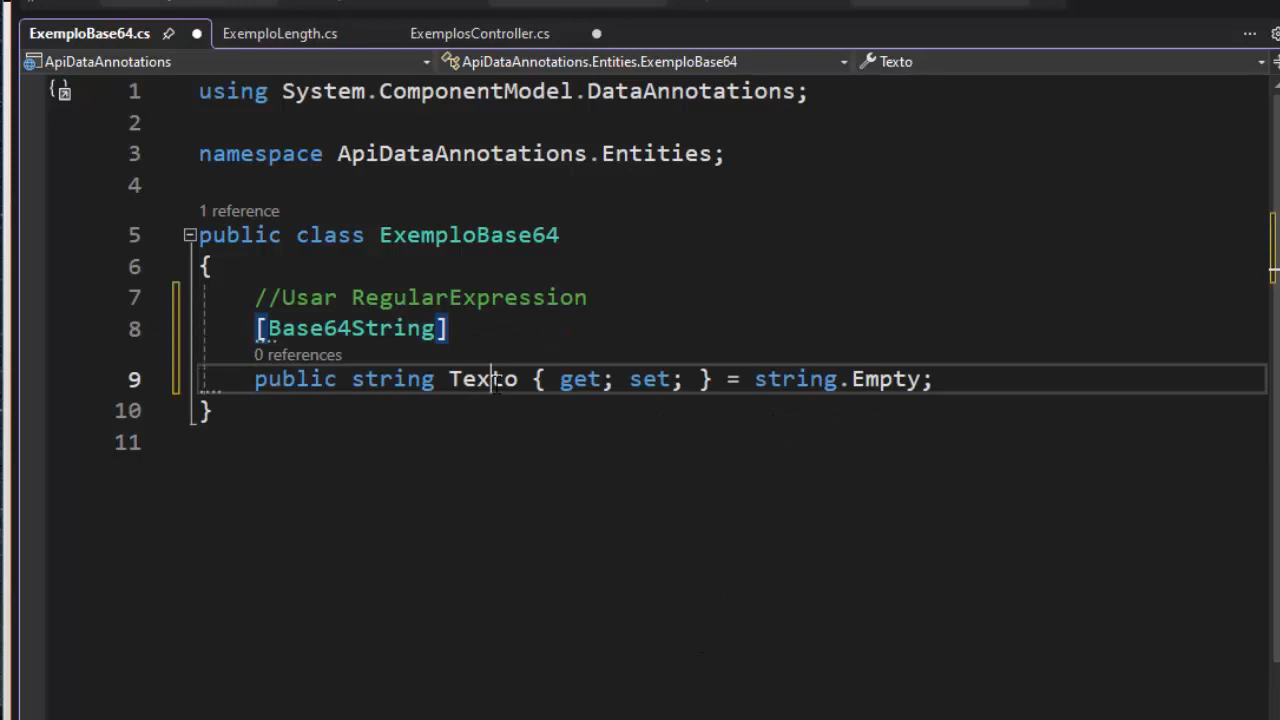 ExemploBase64.cs
ExemploLength.cs
ExemplosController.cs
ApiDataAnnotations
ApiDataAnnotations.Entities.ExemploBase64
Texto
1 using System.ComponentModel.DataAnnotations;
2
3 namespace ApiDataAnnotations.Entities;
4
1 reference
5 public class ExemploBase64
6 {
7 //Usar RegularExpression
8 [Base64String]
0 references
9 public string Texto { get; set; } = string.Empty;
10 }
11